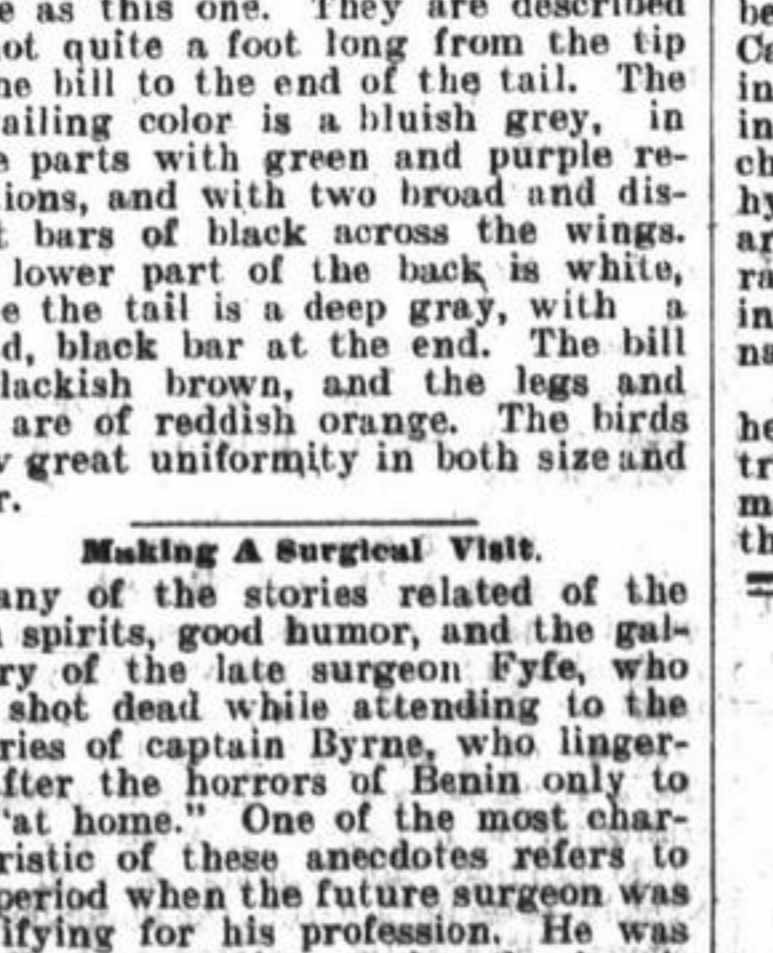 e as this one. They are described
ot quite a foot long from the tip
he bill to the end of the tail. The
ailing color is a bluish grey, in
e parts with green and purple re-
ions, and with two broad and dis-
t bars of black across the wings.
lower part of the back is white,
e the tail is a deep gray, with a
d, black bar at the end. The bill
lackish brown, and the legs and
are of reddish orange. The birds
v great uniformity in both size and
r.
Making A Surgical Visit.
any of the stories related of the
spirits, good humor, and the gal-
ry of the late surgeon Fyfe, who
shot dead while attending to the
ries of captain Byrne, who linger-
fter the horrors of Benin only to
"at home." One of the most char-
ristic of these anecdotes refers to
period when the future surgeon was
ifying for his profession. He was
be
Ca
in
in
ch
hy
ar
ra
in
na
he
tr
m
th